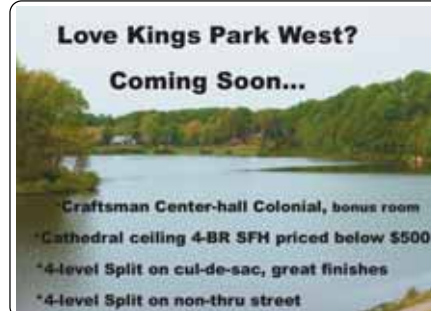 Love Kings Park West?
Coming Soon...
*Craftsman Center-hall Colonial, bonus room
*Cathedral ceiling 4-BR SFH priced below $500
*4-level Split on cul-de-sac, great finishes
*4-level Split on non-thru street